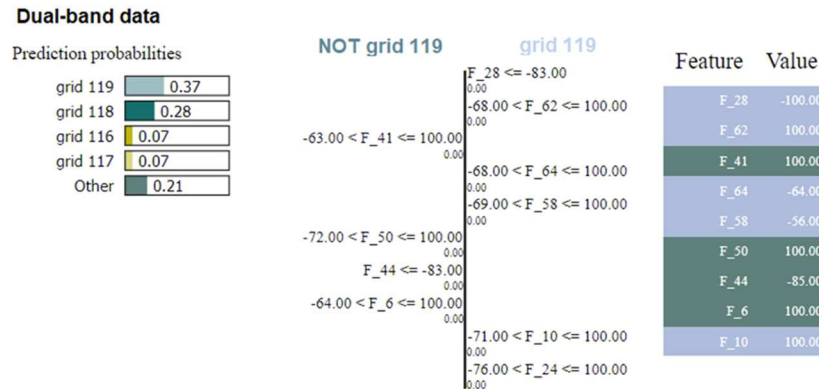 Dual-band data
Prediction probabilities
grid 119 0.37
grid 118 0.28
grid 116 0.07
grid 117 0.07
Other 0.21
NOT grid 119 grid 119
F_28 <= -83.00
0.00
-68.00 < F_62 <= 100.00
0.00
-63.00 < F_41 <= 100.00
0.00
-68.00 < F_64 <= 100.00
0.00
-69.00 < F_58 <= 100.00
0.00
-72.00 < F_50 <= 100.00
0.00
F_44 <= -83.00
0.00
-64.00 < F_6 <= 100.00
0.00
-71.00 < F_10 <= 100.00
0.00
-76.00 < F_24 <= 100.00
0.00
Feature Value
F_28 -100.00
F_62 100.00
F_41 100.00
F_64 -64.00
F_58 -56.00
F_50 100.00
F_44 -85.00
F_6 100.00
F_10 100.00